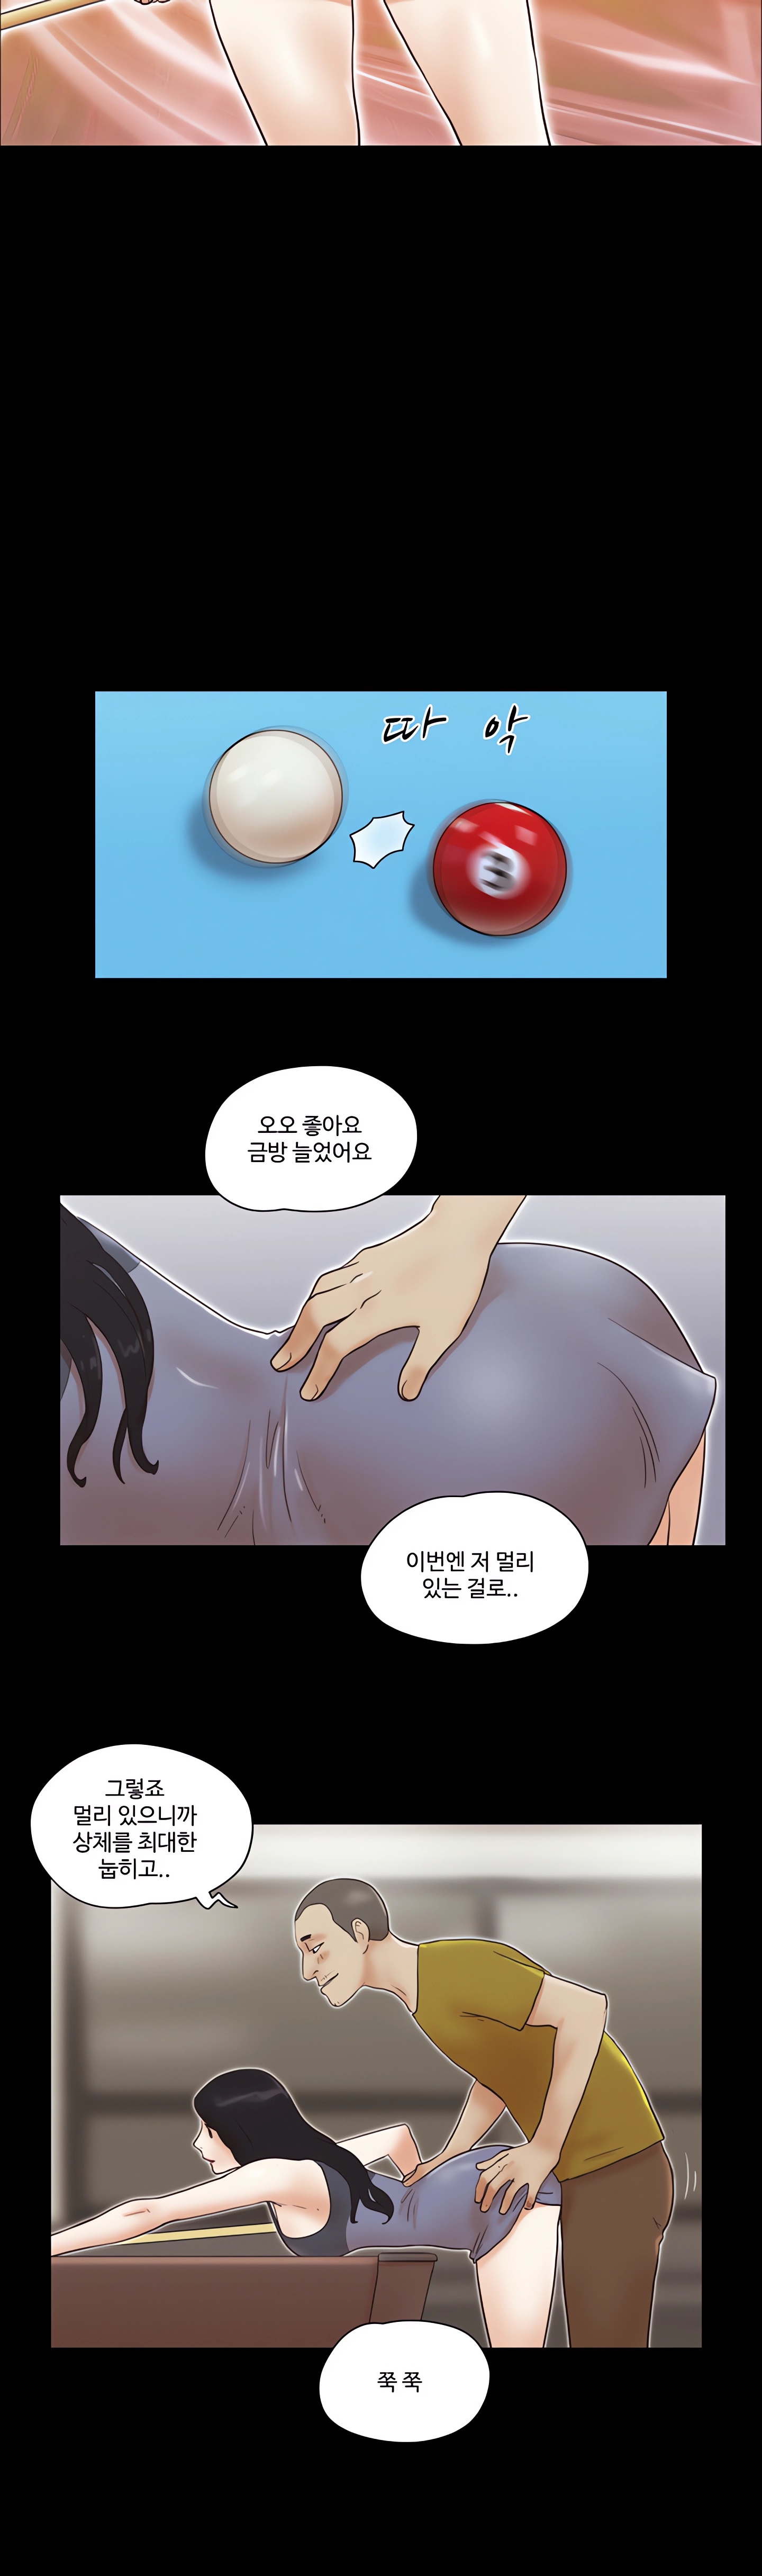 따 악
오오 좋아요
금방 늘었어요
이번엔 저 멀리
있는 걸로..
그렇죠
멀리 있으니까
상체를 최대한
눕히고..
쭉 쭉